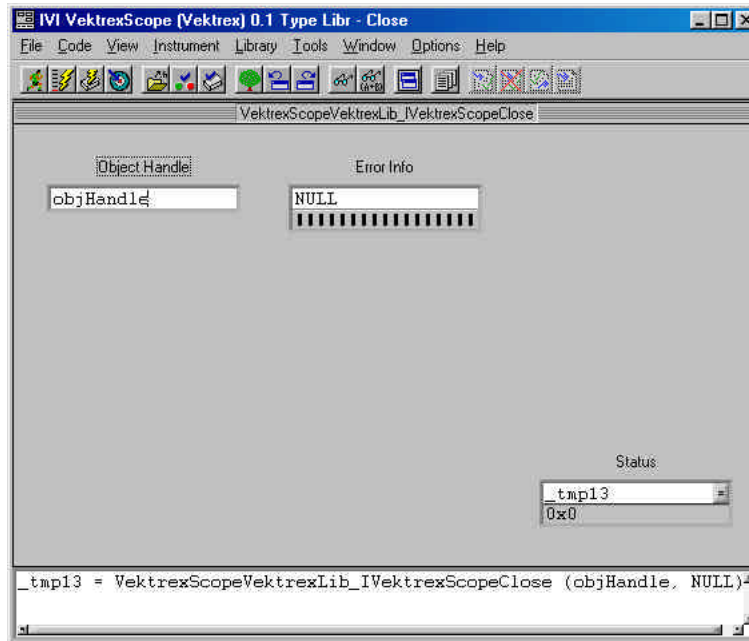 IVI VektrexScope (Vektrex) 0.1 Type Libr - Close
File Code View Instrument Library Tools Window Options Help
VektrexScopeVektrexLib_IVektrexScopeClose
Object Handle Error Info
objHandle NULL
Status
_tmp13
0x0
_tmp13 = VektrexScopeVektrexLib_IVektrexScopeClose (objHandle, NULL)